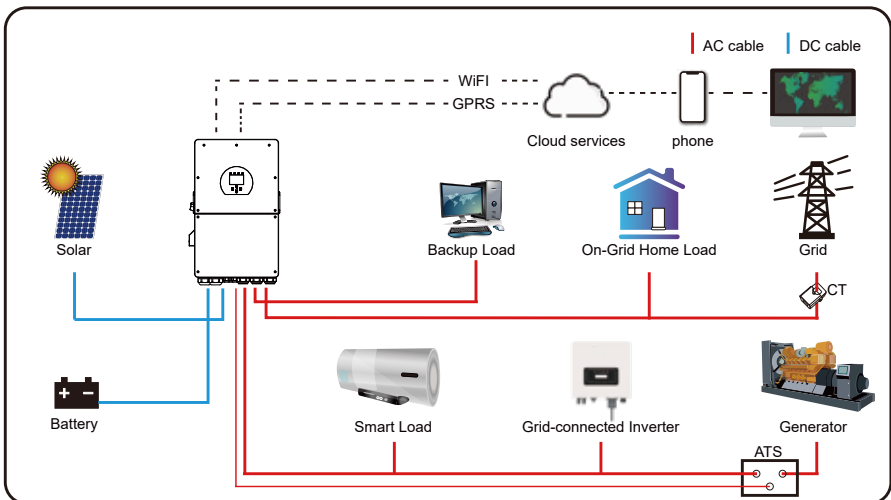 AC cable
DC cable
WiFI
GPRS
Cloud services
phone
Solar
Backup Load
On-Grid Home Load
Grid
CT
Battery
Smart Load
Grid-connected Inverter
Generator
ATS